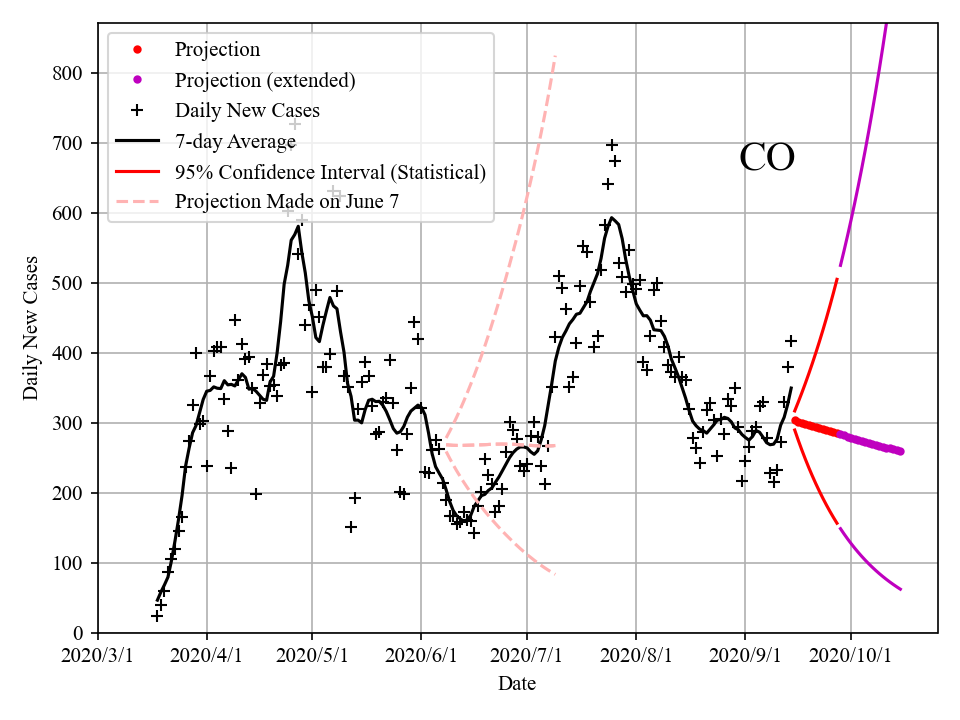 Projection
Projection (extended)
Daily New Cases
7-day Average
95% Confidence Interval (Statistical)
Projection Made on June 7
CO
Daily New Cases
800
700
600
500
400
300
200
100
0
2020/3/1 2020/4/1 2020/5/1 2020/6/1 2020/7/1 2020/8/1 2020/9/1 2020/10/1
Date